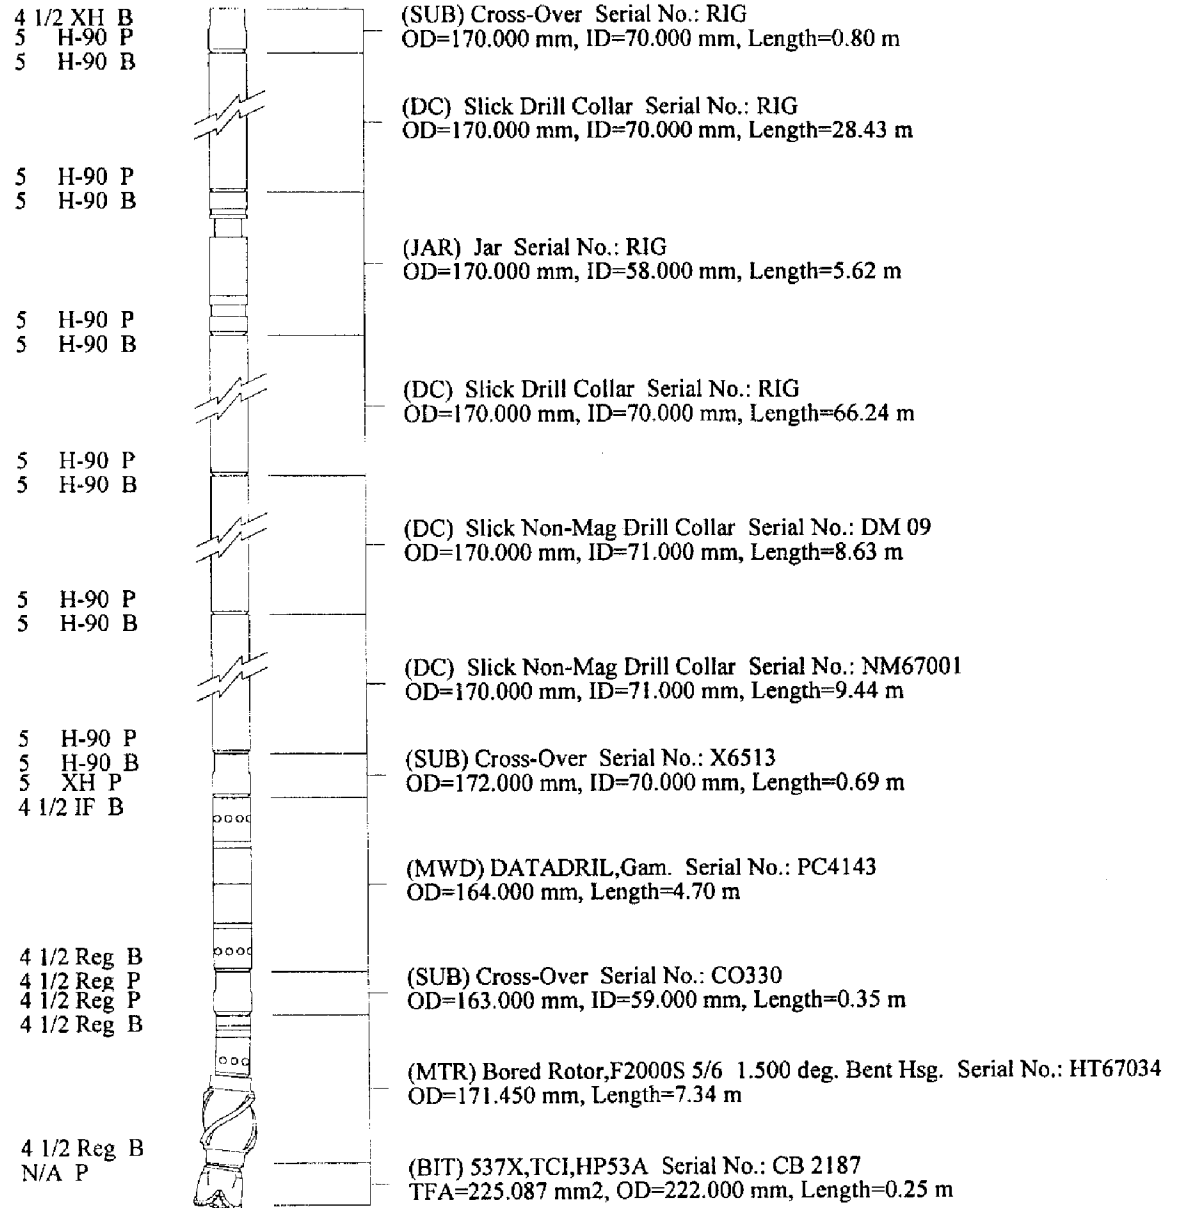 4 1/2 XH B
5 H-90 P
5 H-90 B
(SUB) Cross-Over Serial No.: RIG
OD=170.000 mm, ID=70.000 mm, Length=0.80 m
(DC) Slick Drill Collar Serial No.: RIG
OD=170.000 mm, ID=70.000 mm, Length=28.43 m
5 H-90 P
5 H-90 B
(JAR) Jar Serial No.: RIG
OD=170.000 mm, ID=58.000 mm, Length=5.62 m
5 H-90 P
5 H-90 B
(DC) Slick Drill Collar Serial No.: RIG
OD=170.000 mm, ID=70.000 mm, Length=66.24 m
5 H-90 P
5 H-90 B
(DC) Slick Non-Mag Drill Collar Serial No.: DM 09
OD=170.000 mm, ID=71.000 mm, Length=8.63 m
5 H-90 P
5 H-90 B
(DC) Slick Non-Mag Drill Collar Serial No.: NM67001
OD=170.000 mm, ID=71.000 mm, Length=9.44 m
5 H-90 P
5 H-90 B
5 XH P
4 1/2 IF B
(SUB) Cross-Over Serial No.: X6513
OD=172.000 mm, ID=70.000 mm, Length=0.69 m
(MWD) DATADRIL,Gam. Serial No.: PC4143
OD=164.000 mm, Length=4.70 m
4 1/2 Reg B
4 1/2 Reg P
4 1/2 Reg P
4 1/2 Reg B
(SUB) Cross-Over Serial No.: CO330
OD=163.000 mm, ID=59.000 mm, Length=0.35 m
(MTR) Bored Rotor,F2000S 5/6 1.500 deg. Bent Hsg. Serial No.: HT67034
OD=171.450 mm, Length=7.34 m
4 1/2 Reg B
N/A P
(BIT) 537X,TCI,HP53A Serial No.: CB 2187
TFA=225.087 mm2, OD=222.000 mm, Length=0.25 m